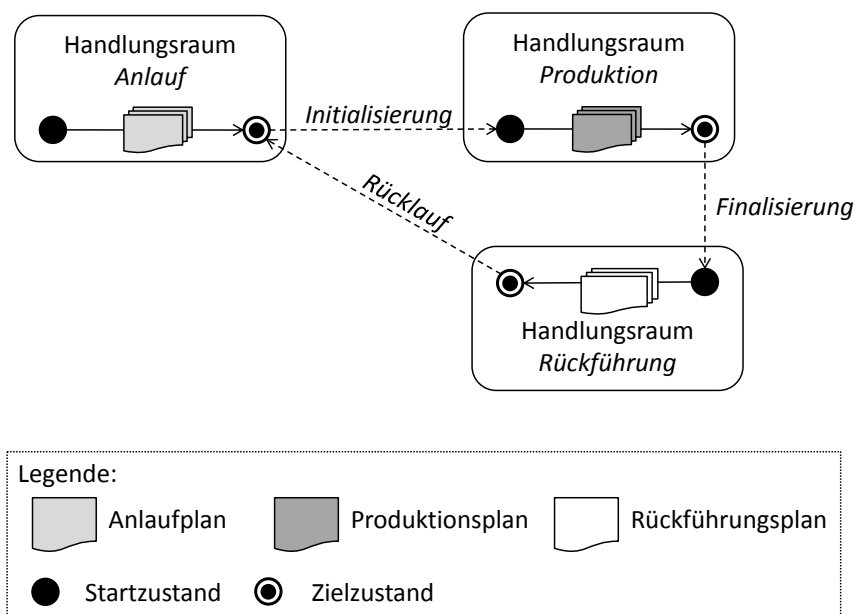 Handlungsraum
Anlauf
Handlungsraum
Produktion
Initialisierung
Rücklauf
Finalisierung
Handlungsraum
Rückführung
Legende:
Anlaufplan
Produktionsplan
Rückführungsplan
Startzustand
Zielzustand